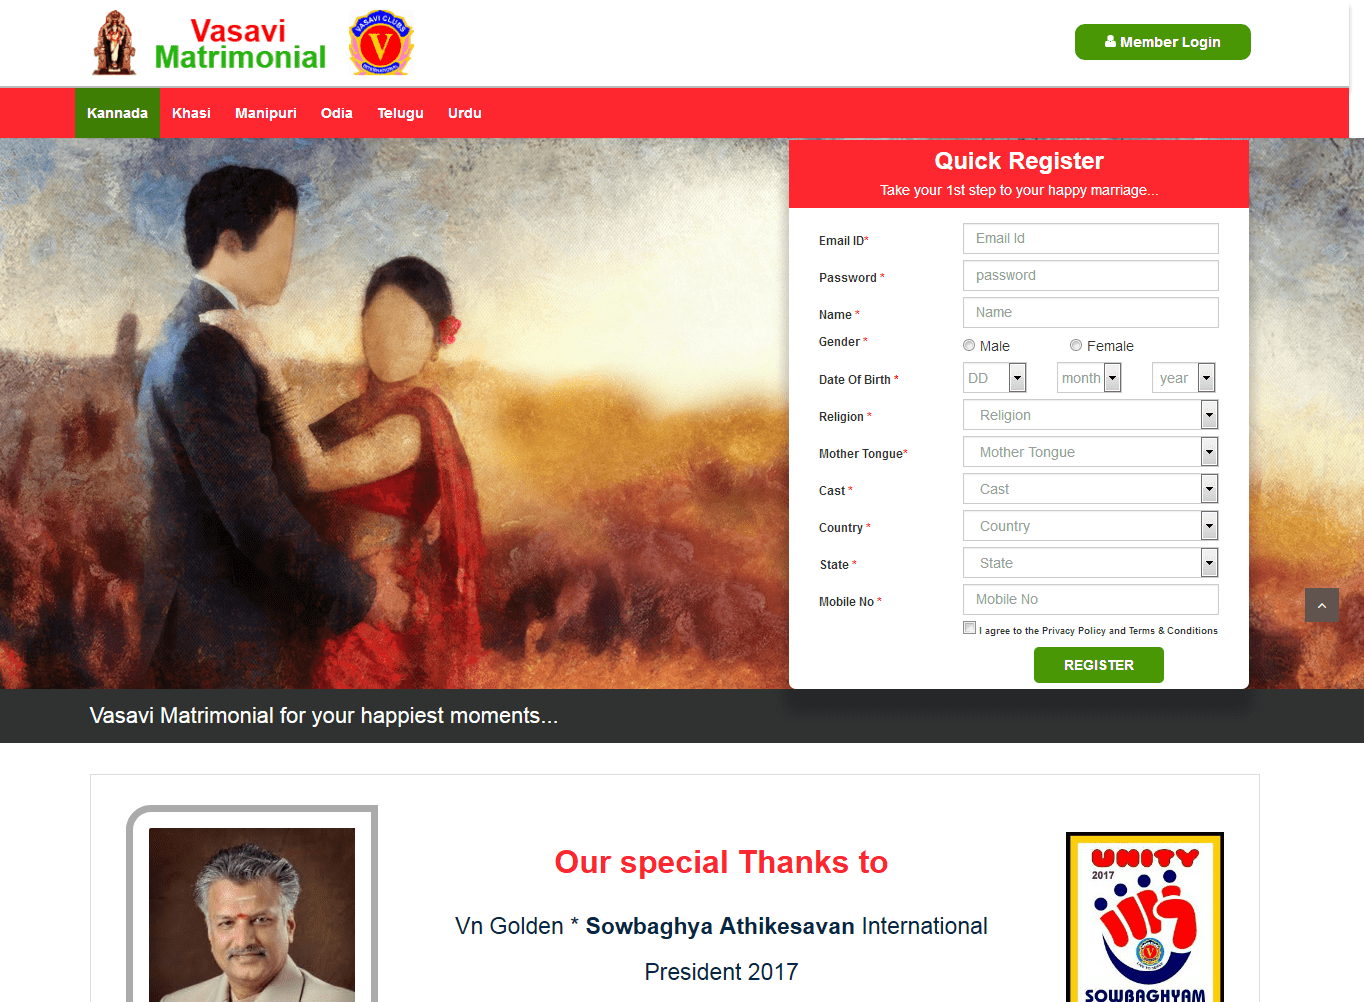 Vasavi
Matrimonial
VASAVI CLUBS
V
INTERNATIONAL
Member Login
Kannada Khasi Manipuri Odia Telugu Urdu
Quick Register
Take your 1st step to your happy marriage...
Email ID* Email Id
Password * password
Name * Name
Gender * Male Female
Date Of Birth * DD month year
Religion * Religion
Mother Tongue* Mother Tongue
Cast * Cast
Country * Country
State * State
Mobile No * Mobile No
I agree to the Privacy Policy and Terms & Conditions
REGISTER
Vasavi Matrimonial for your happiest moments...
Our special Thanks to
Vn Golden * Sowbaghya Athikesavan International
President 2017
UNITY
2017
SOWBAGHYAM